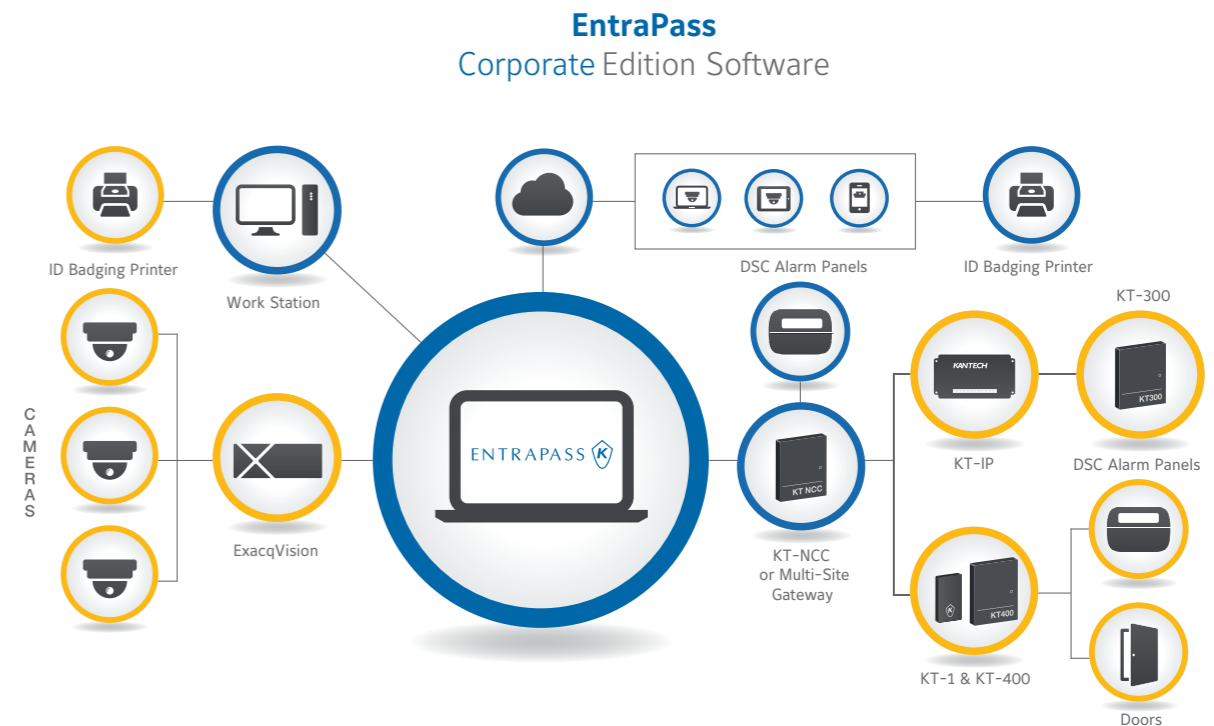 EntraPass
Corporate Edition Software
ID Badging Printer
Work Station
DSC Alarm Panels
ID Badging Printer
KT-300
KANTECH
KT300
KT-IP
DSC Alarm Panels
CAMERAS
ExacqVision
ENTRAPASS K
KT NCC
KT-NCC
or Multi-Site
Gateway
K
KT400
KT-1 & KT-400
Doors